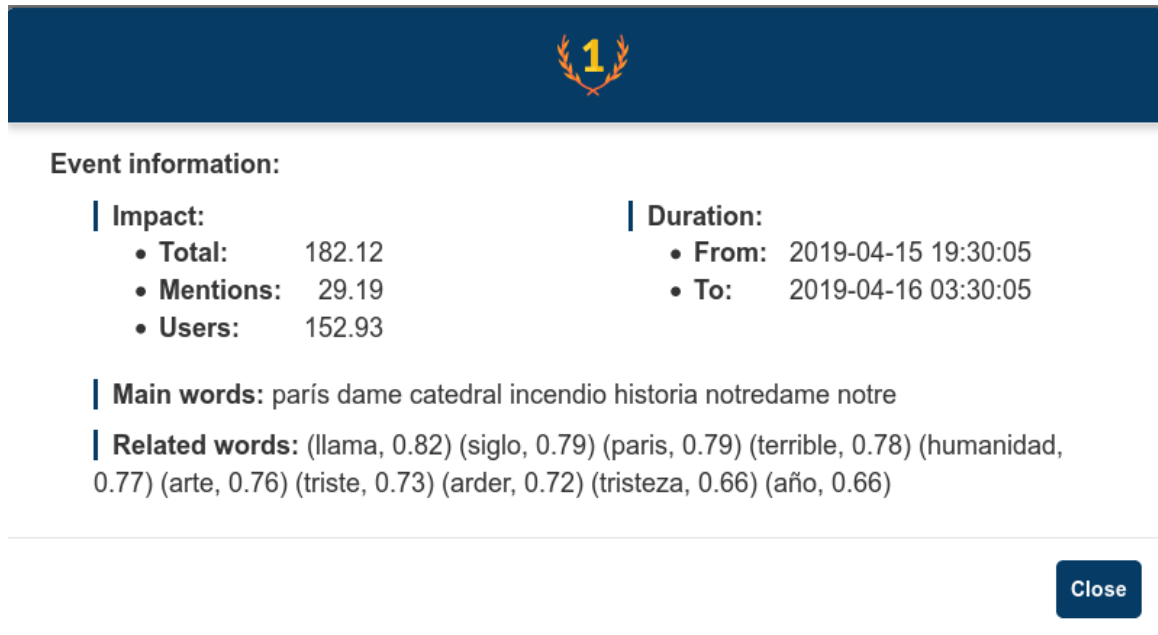 1
Event information:
Impact: Duration:
• Total: 182.12 • From: 2019-04-15 19:30:05
• Mentions: 29.19 • To: 2019-04-16 03:30:05
• Users: 152.93
Main words: parís dame catedral incendio historia notredame notre
Related words: (llama, 0.82) (siglo, 0.79) (paris, 0.79) (terrible, 0.78) (humanidad,
0.77) (arte, 0.76) (triste, 0.73) (arder, 0.72) (tristeza, 0.66) (año, 0.66)
Close